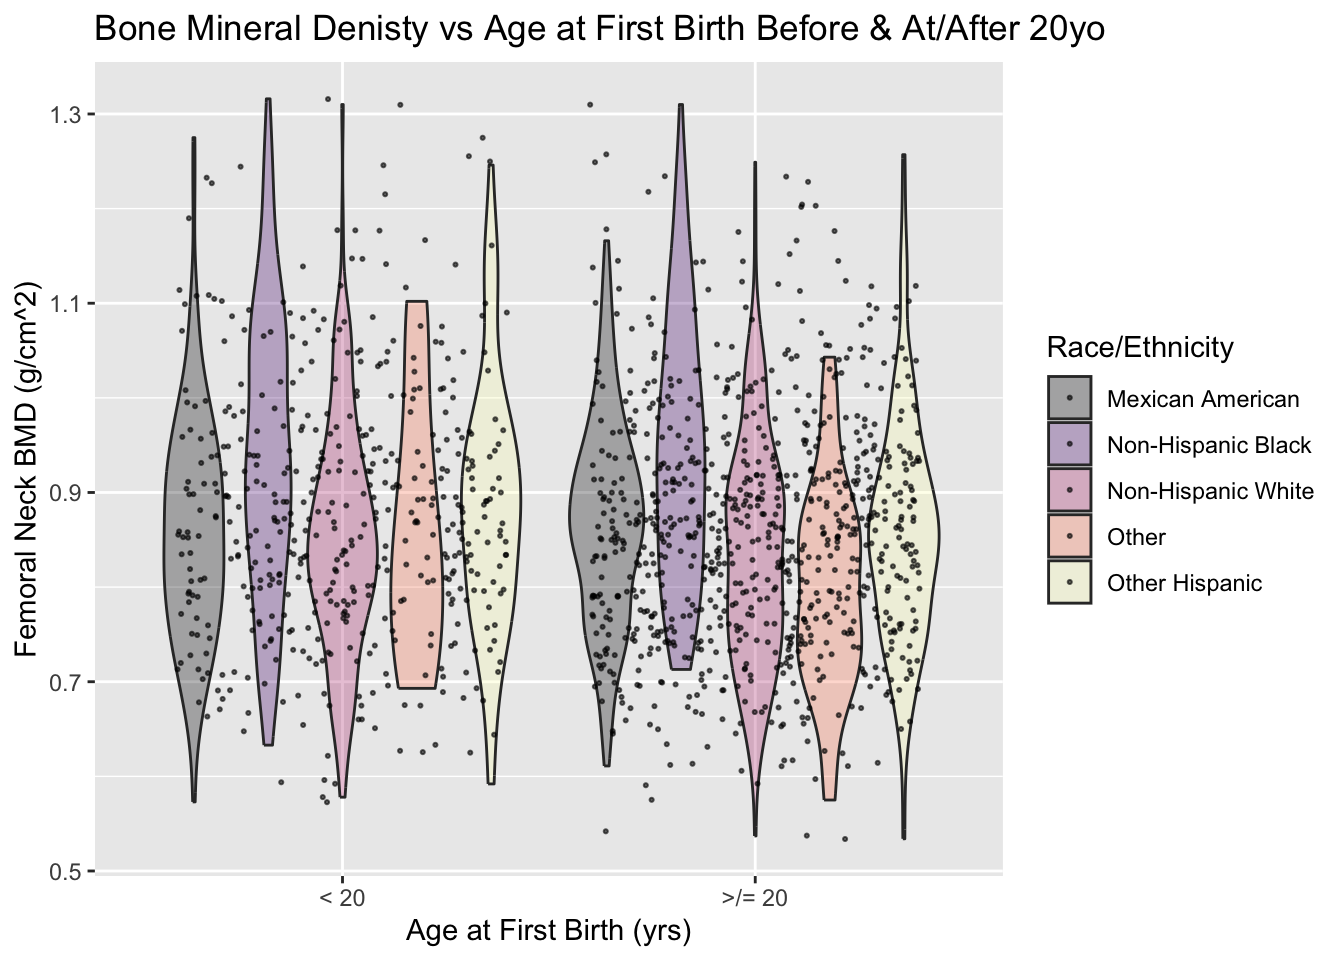 Bone Mineral Denisty vs Age at First Birth Before & At/After 20yo
Femoral Neck BMD (g/cm^2)
1.3
1.1
0.9
0.7
0.5
< 20
>/= 20
Age at First Birth (yrs)
Race/Ethnicity
Mexican American
Non-Hispanic Black
Non-Hispanic White
Other
Other Hispanic